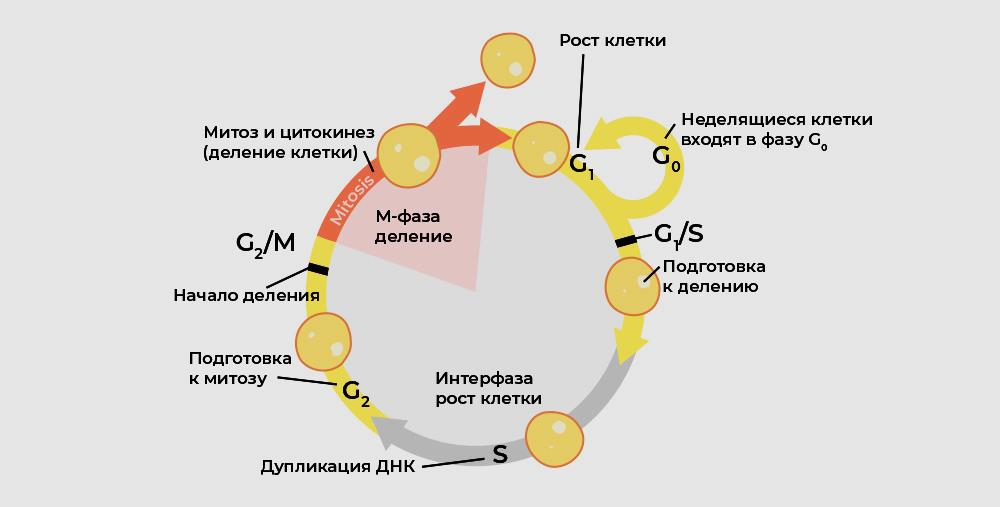 Рост клетки
Неделящиеся клетки
входят в фазу G₀
Митоз и цитокинез
(деление клетки)
G₁
G₀
Mitosis
М-фаза
деление
G₂/M
G₁/S
Подготовка
к делению
Начало деления
Подготовка
к митозу
G₂
Интерфаза
рост клетки
S
Дупликация ДНК